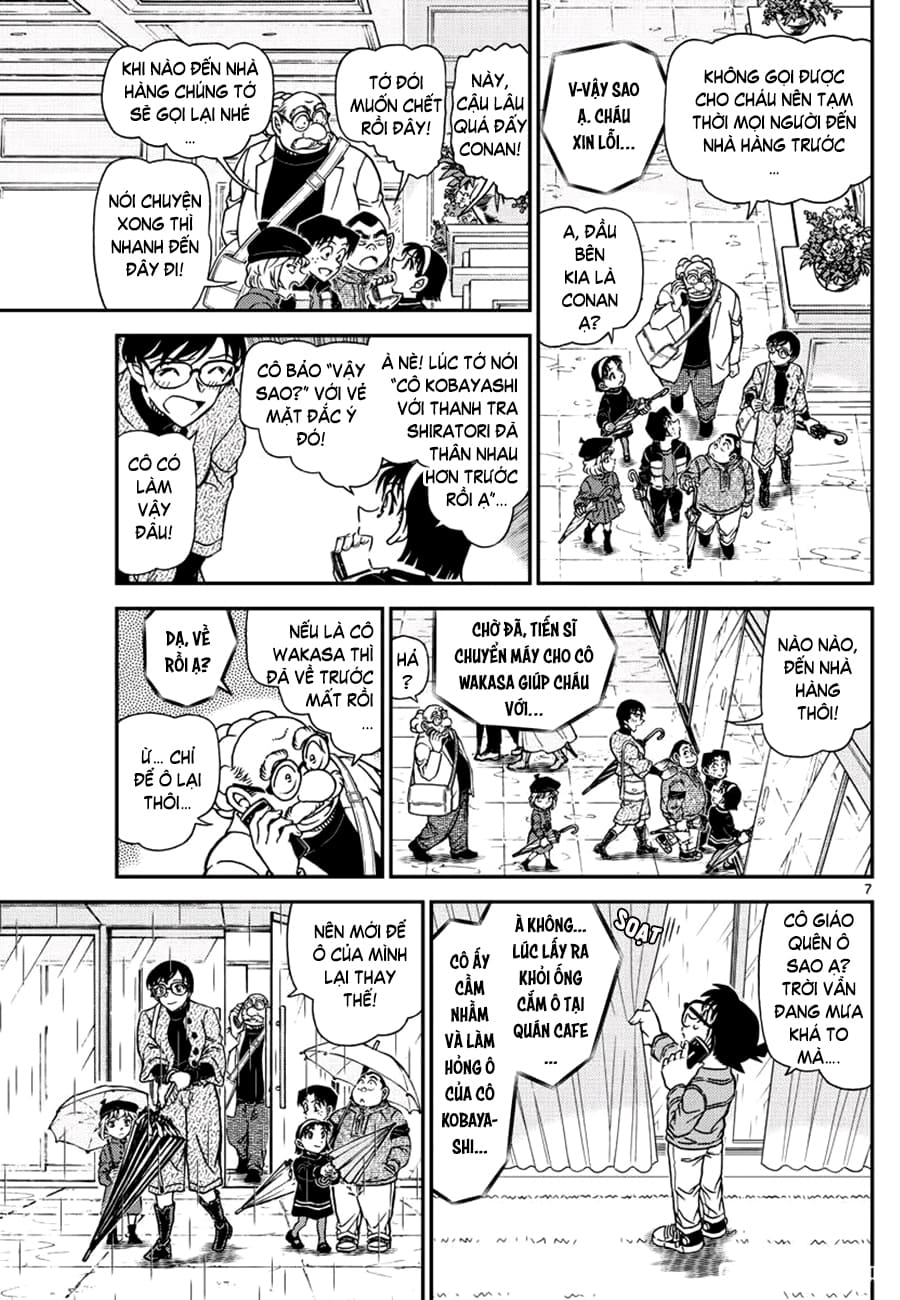 KHÔNG GỌI ĐƯỢC
CHO CHÁU NÊN TẠM
THỜI MỌI NGƯỜI ĐẾN
NHÀ HÀNG TRƯỚC
...
V-VẬY SAO
Ạ. CHÁU
XIN LỖI...
A, ĐẦU
BÊN
KIA LÀ
CONAN
Ạ?
NÀY,
CẬU LÂU
QUÁ ĐẤY
CONAN!
TỚ ĐÓI
MUỐN CHẾT
RỒI ĐÂY!
KHI NÀO ĐẾN NHÀ
HÀNG CHÚNG TỚ
SẼ GỌI LẠI NHÉ
...
NÓI CHUYỆN
XONG THÌ
NHANH ĐẾN
ĐÂY ĐI!
À NÈ! LÚC TỚ NÓI
“CÔ KOBAYASHI
VỚI THANH TRA
SHIRATORI ĐÃ
THÂN NHAU
HƠN TRƯỚC
RỒI Ạ”...
CÔ BẢO “VẬY
SAO?” VỚI VẺ
MẶT ĐẮC Ý
ĐÓ!
CÔ CÓ
LÀM
VẬY
ĐÂU!
NÀO NÀO,
ĐẾN NHÀ
HÀNG
THÔI!
CHỜ ĐÃ, TIẾN SĨ
CHUYỂN MÁY CHO CÔ
WAKASA GIÚP CHÁU
VỚI...
HẢ
?
NẾU LÀ CÔ
WAKASA THÌ
ĐÃ VỀ TRƯỚC
MẤT RỒI
...
DẠ, VỀ
RỒI Ạ?
Ừ... CHỈ
ĐỂ Ô LẠI
THÔI...
7
CÔ GIÁO
QUÊN Ô
SAO Ạ?
TRỜI VẪN
ĐANG MƯA
KHÁ TO
MÀ....
SOẠT
À KHÔNG...
LÚC LẤY RA
KHỎI ỐNG
CẮM Ô TẠI
QUÁN CAFE
...
CÔ ẤY
CẦM
NHẦM
VÀ LÀM
HỎNG Ô
CỦA CÔ
KOBAYA-
SHI...
NÊN MỚI ĐỂ
Ô CỦA MÌNH
LẠI THAY
THẾ!